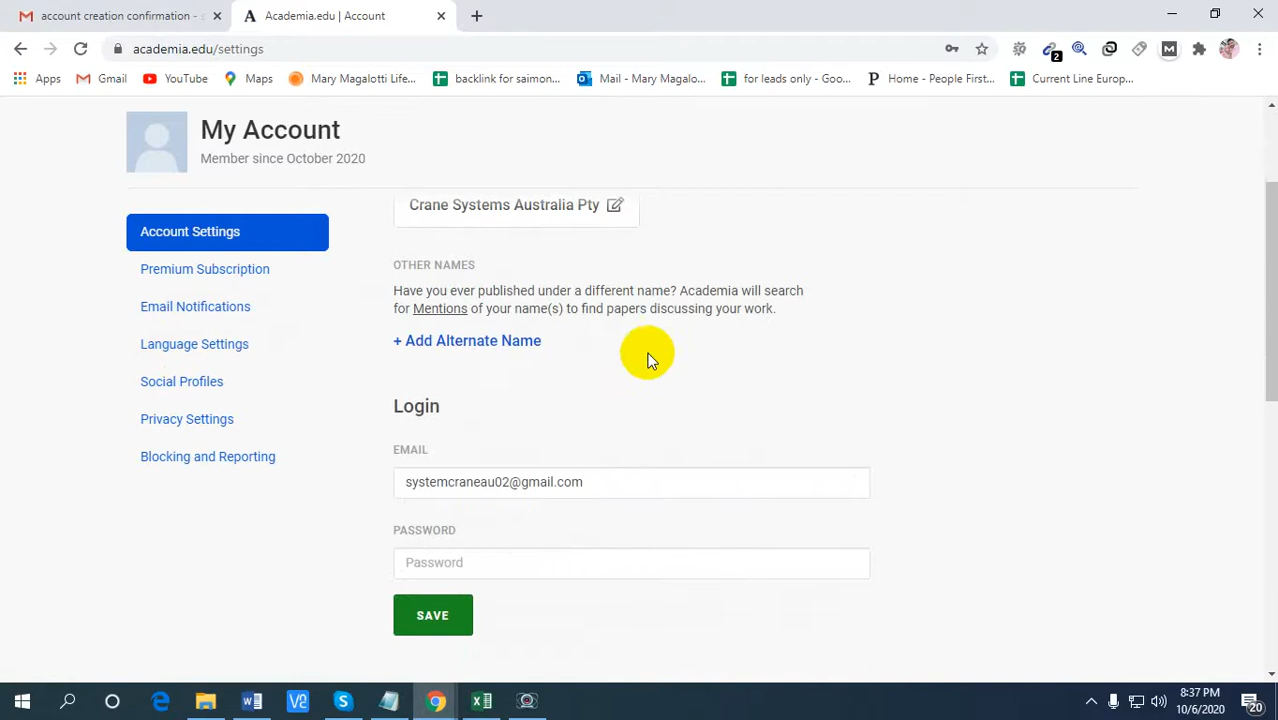 account creation confirmation -
Academia.edu | Account
academia.edu/settings
2
Apps
Gmail
YouTube
Maps
Mary Magalotti Life...
backlink for saimon...
Mail - Mary Magalo...
for leads only - Goo...
Home - People First...
Current Line Europ...
My Account
Member since October 2020
Account Settings
Premium Subscription
Email Notifications
Language Settings
Social Profiles
Privacy Settings
Blocking and Reporting
Crane Systems Australia Pty
OTHER NAMES
Have you ever published under a different name? Academia will search
for Mentions of your name(s) to find papers discussing your work.
+ Add Alternate Name
Login
EMAIL
systemcraneau02@gmail.com
PASSWORD
Password
SAVE
8:37 PM
10/6/2020
20